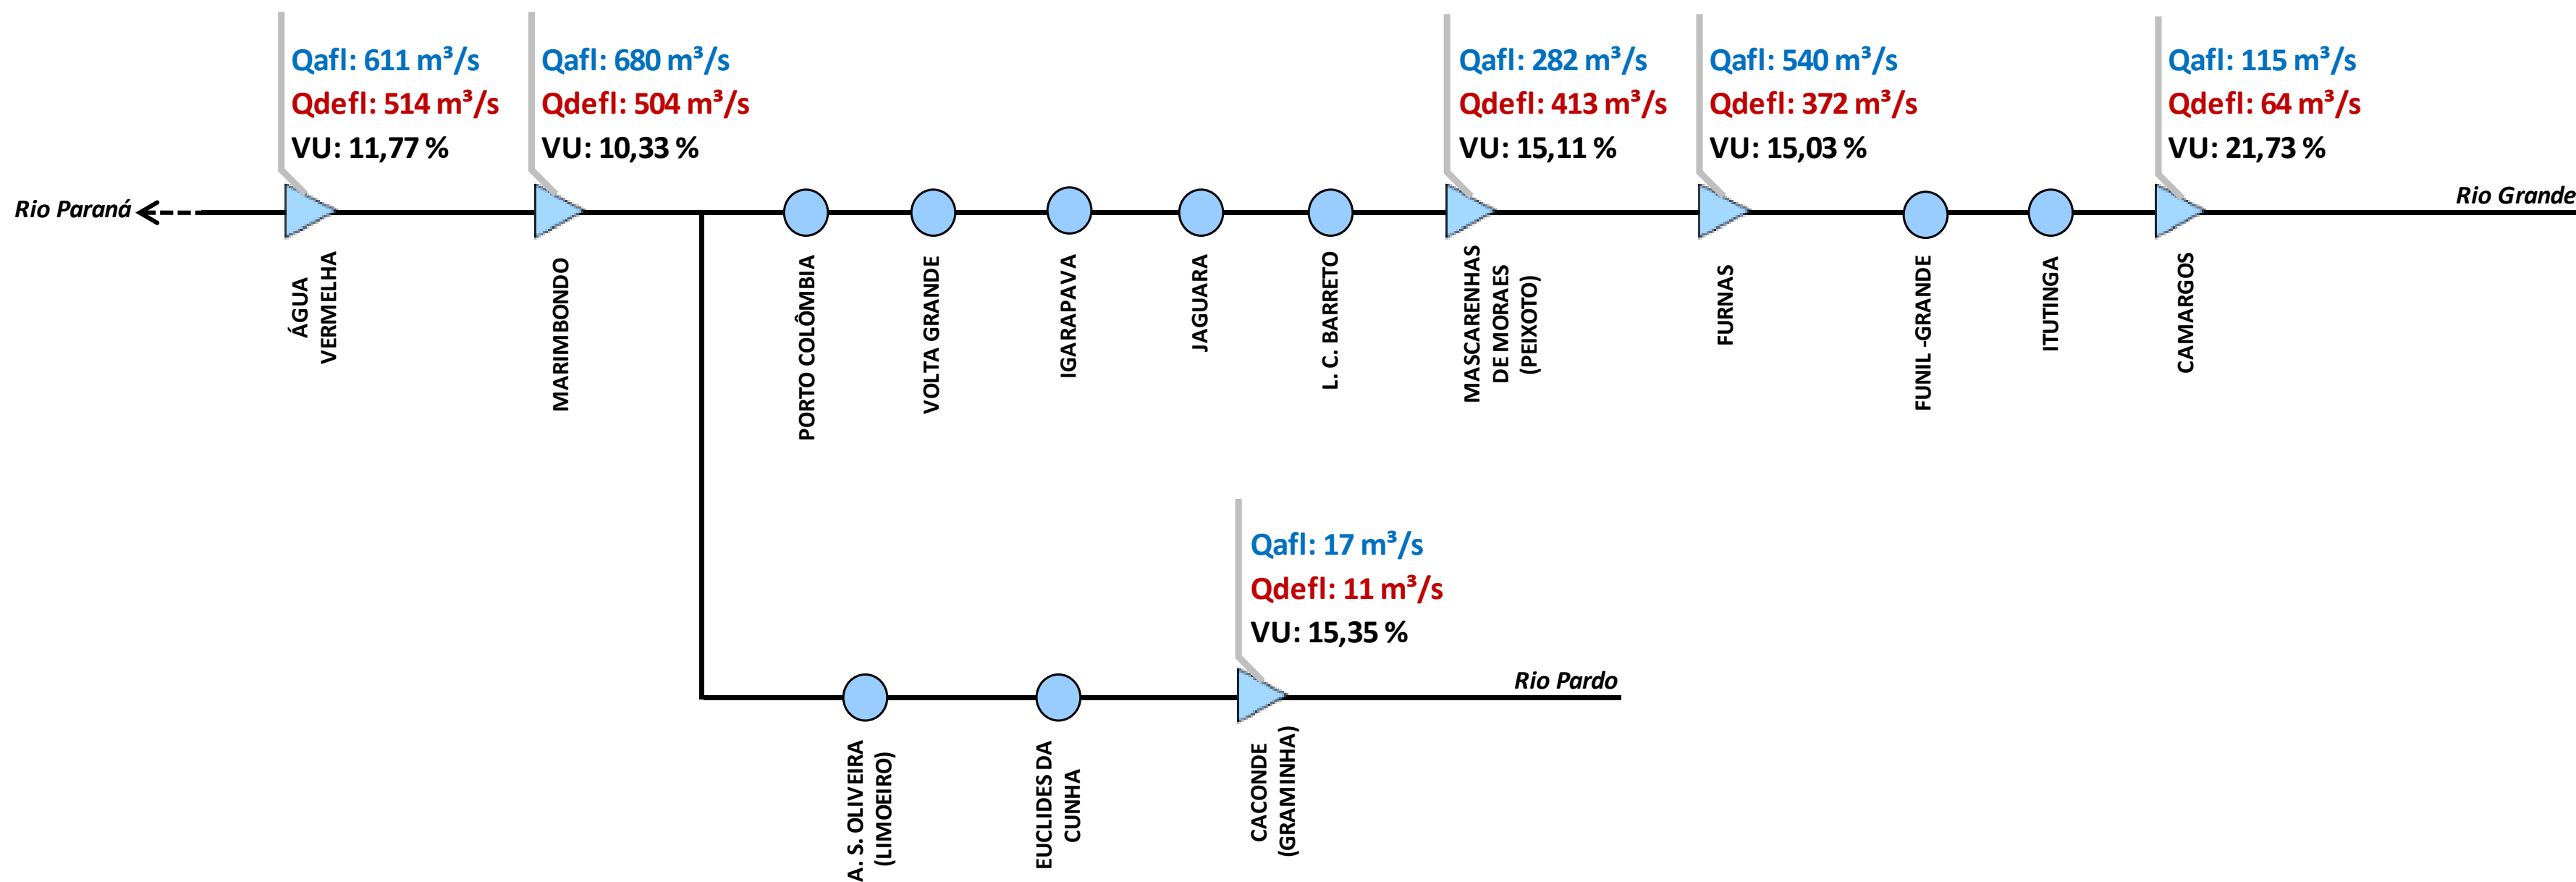 Qafl: 611 m³/s
Qdefl: 514 m³/s
VU: 11,77 %
Qafl: 680 m³/s
Qdefl: 504 m³/s
VU: 10,33 %
Qafl: 282 m³/s
Qdefl: 413 m³/s
VU: 15,11 %
Qafl: 540 m³/s
Qdefl: 372 m³/s
VU: 15,03 %
Qafl: 115 m³/s
Qdefl: 64 m³/s
VU: 21,73 %
Rio Paraná
Rio Grande
ÁGUA
VERMELHA
MARIMBONDO
PORTO COLÔMBIA
VOLTA GRANDE
IGARAPAVA
JAGUARA
L. C. BARRETO
MASCARENHAS
DE MORAES
(PEIXOTO)
FURNAS
FUNIL -GRANDE
ITUTINGA
CAMARGOS
Qafl: 17 m³/s
Qdefl: 11 m³/s
VU: 15,35 %
Rio Pardo
A. S. OLIVEIRA
(LIMOEIRO)
EUCLIDES DA
CUNHA
CACONDE
(GRAMINHA)